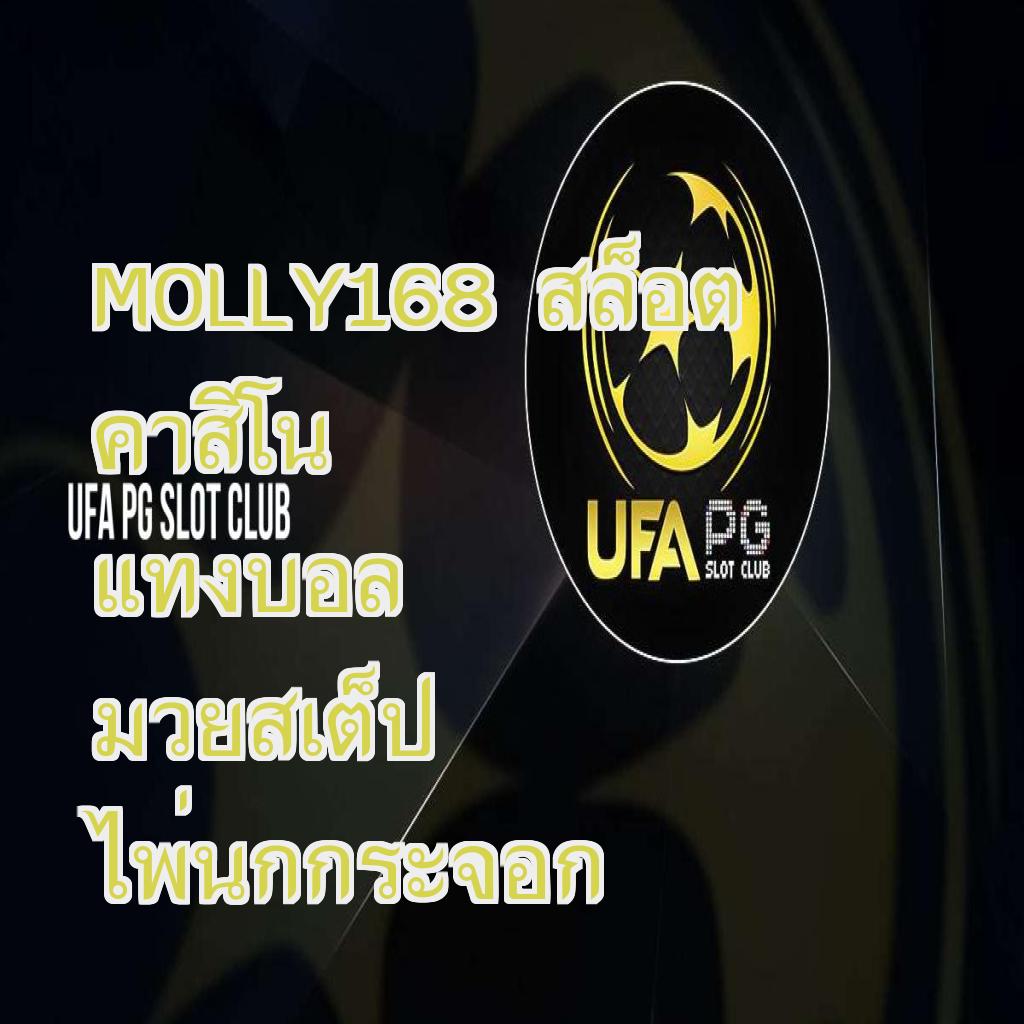 MOLLY168 สล็อต
คาสิโน
UFA PG SLOT CLUB
แทงบอล
มวยสเต็ป
ไพ่นกกระจอก
UFA PG
SLOT CLUB